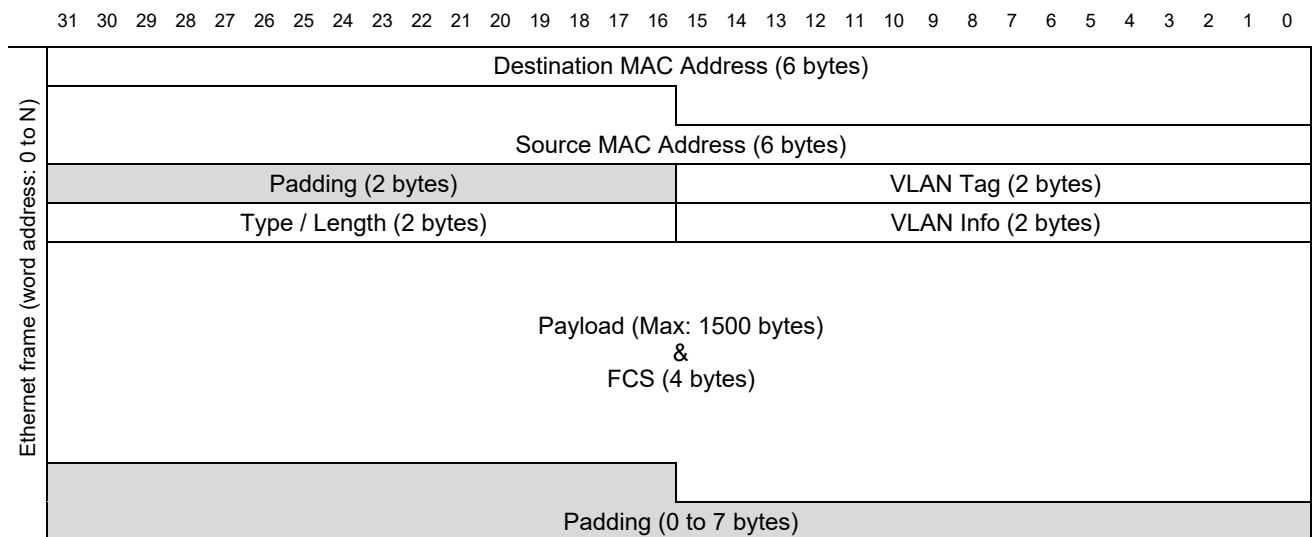 31 30 29 28 27 26 25 24 23 22 21 20 19 18 17 16 15 14 13 12 11 10 9 8 7 6 5 4 3 2 1 0
Ethernet frame (word address: 0 to N)
Destination MAC Address (6 bytes)
Source MAC Address (6 bytes)
Padding (2 bytes) VLAN Tag (2 bytes)
Type / Length (2 bytes) VLAN Info (2 bytes)
Payload (Max: 1500 bytes)
&
FCS (4 bytes)
Padding (0 to 7 bytes)